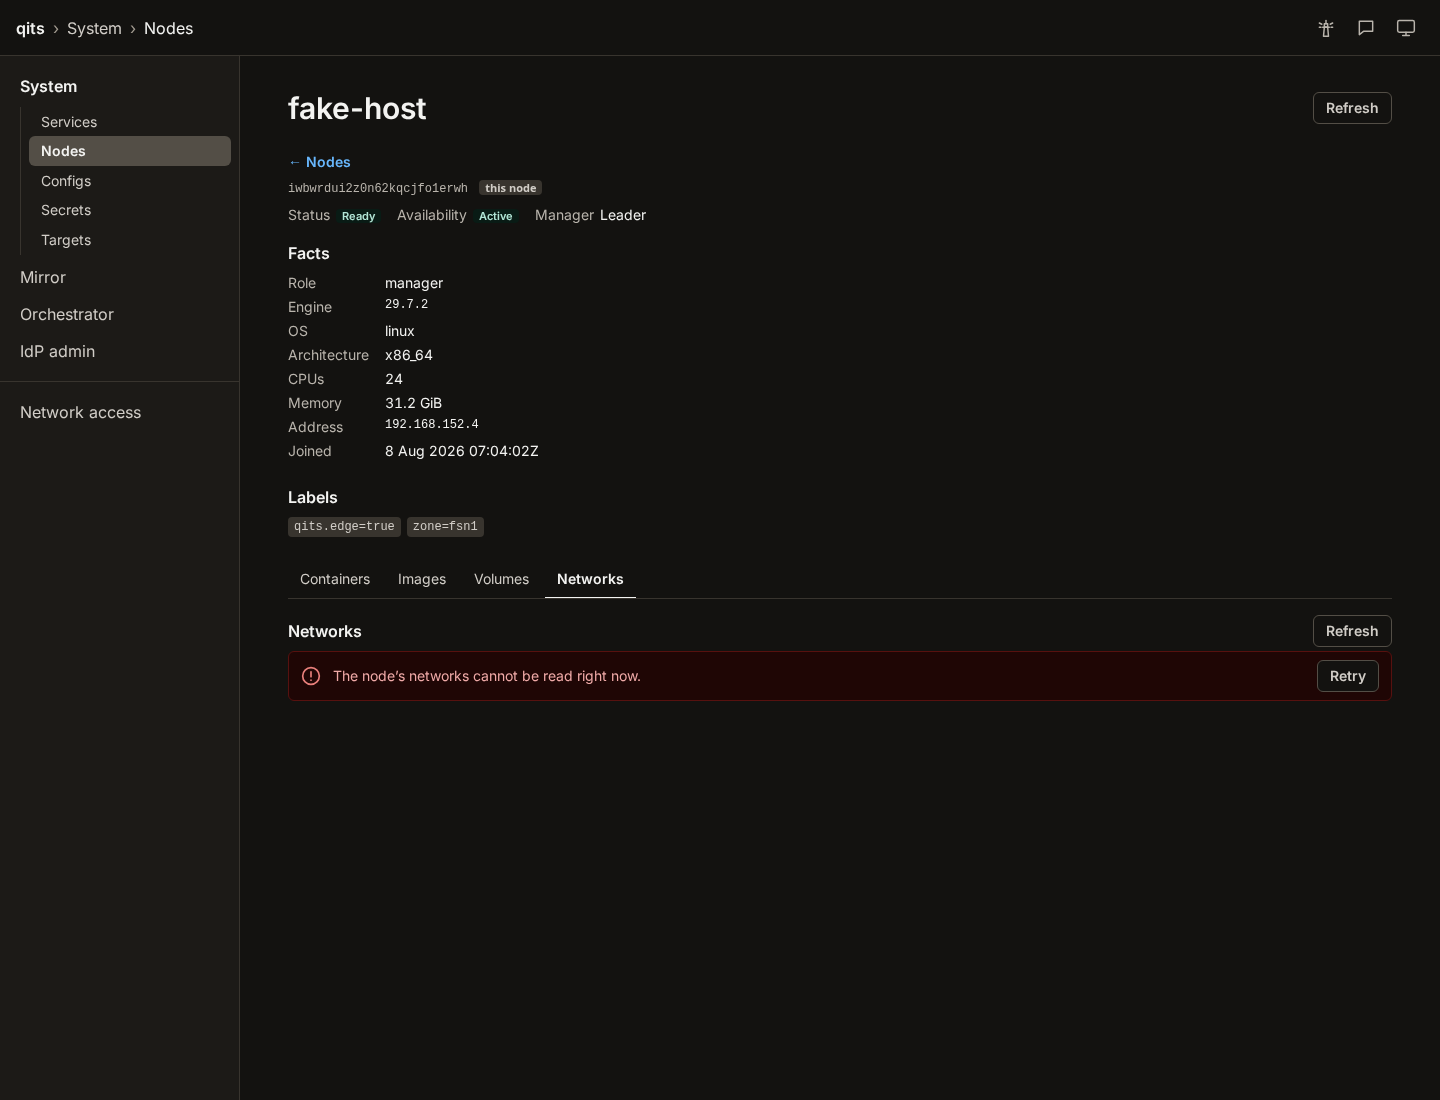 qits › System › Nodes
System
Services
Nodes
Configs
Secrets
Targets
Mirror
Orchestrator
IdP admin
Network access
fake-host
Refresh
← Nodes
iwbwrdui2z0n62kqcjfo1erwh this node
Status Ready Availability Active Manager Leader
Facts
Role manager
Engine 29.7.2
OS linux
Architecture x86_64
CPUs 24
Memory 31.2 GiB
Address 192.168.152.4
Joined 8 Aug 2026 07:04:02Z
Labels
qits.edge=true zone=fsn1
Containers Images Volumes Networks
Networks
Refresh
The node’s networks cannot be read right now.
Retry